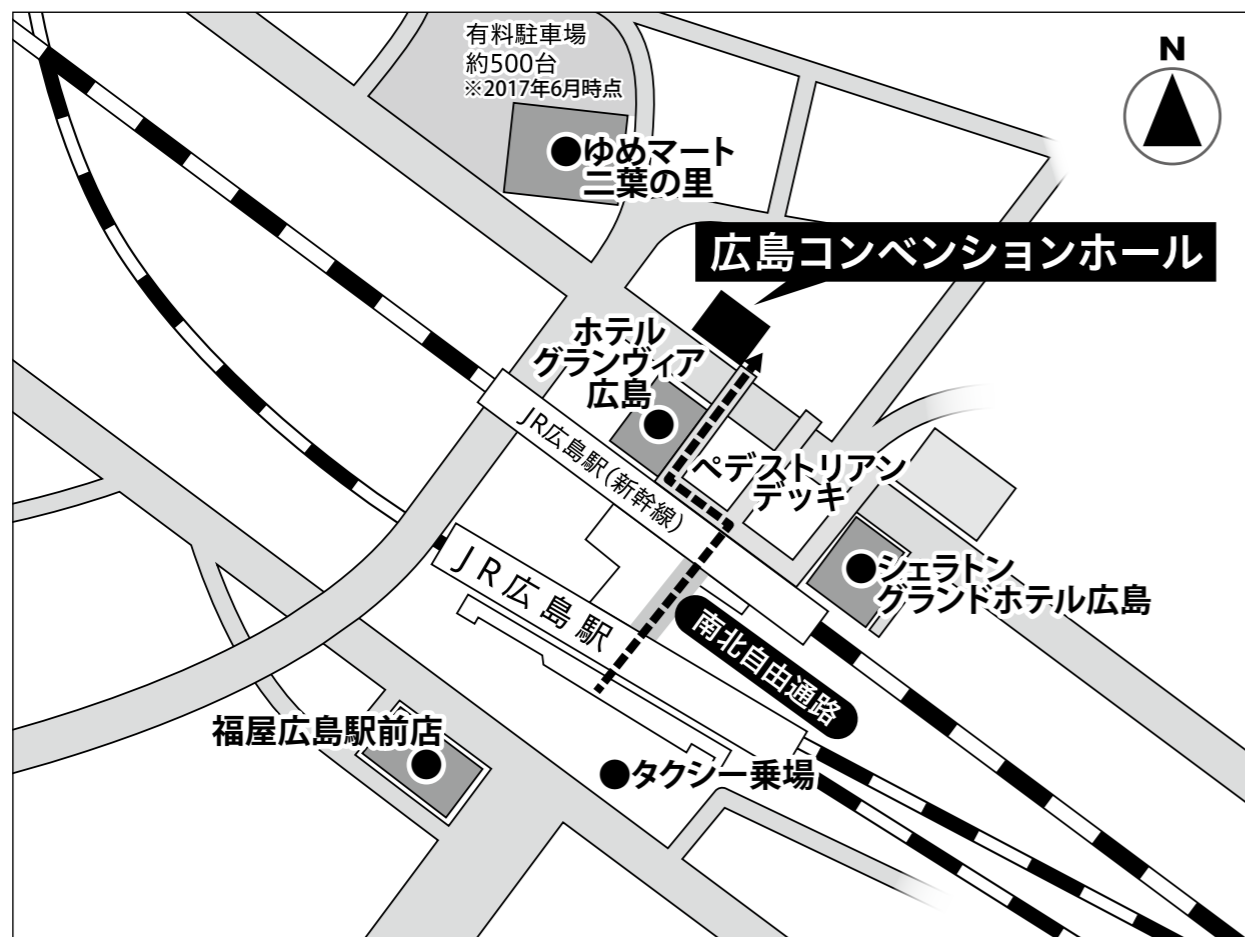 有料駐車場
約500台
※2017年6月時点
N
ゆめマート
二葉の里
広島コンベンションホール
ホテル
グランヴィア
広島
JR広島駅(新幹線)
ペデストリアン
デッキ
シェラトン
グランドホテル広島
JR広島駅
南北自由通路
福屋広島駅前店
タクシー乗場